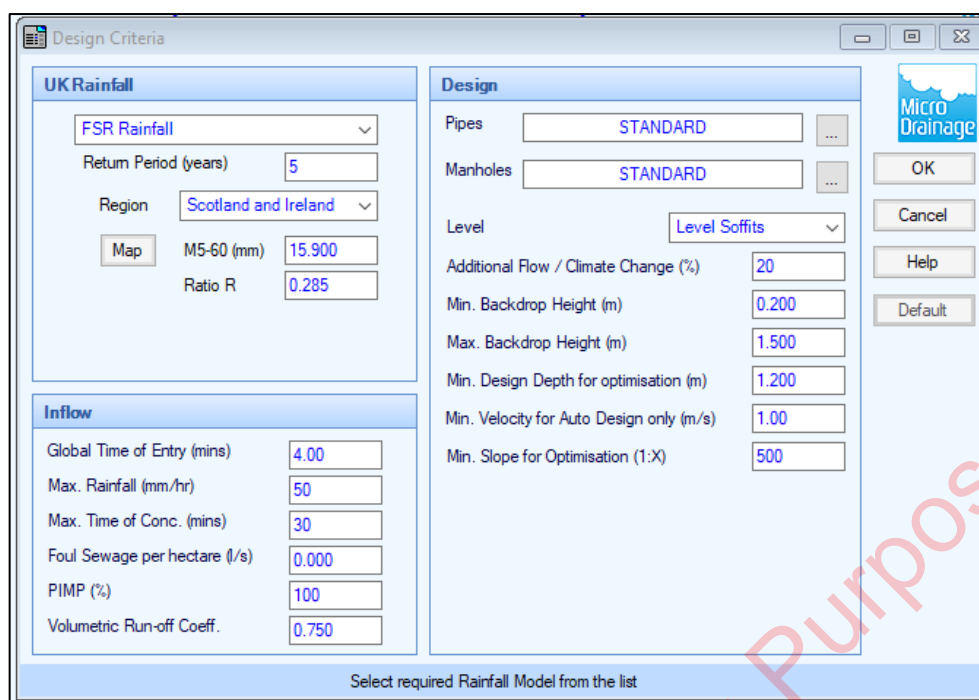 Design Criteria
UK Rainfall
FSR Rainfall
Return Period (years) 5
Region Scotland and Ireland
Map M5-60 (mm) 15.900
Ratio R 0.285
Inflow
Global Time of Entry (mins) 4.00
Max. Rainfall (mm/hr) 50
Max. Time of Conc. (mins) 30
Foul Sewage per hectare (l/s) 0.000
PIMP (%) 100
Volumetric Run-off Coeff. 0.750
Design
Pipes STANDARD ...
Manholes STANDARD ...
Level Level Soffits
Additional Flow / Climate Change (%) 20
Min. Backdrop Height (m) 0.200
Max. Backdrop Height (m) 1.500
Min. Design Depth for optimisation (m) 1.200
Min. Velocity for Auto Design only (m/s) 1.00
Min. Slope for Optimisation (1:X) 500
Micro
Drainage
OK
Cancel
Help
Default
Select required Rainfall Model from the list
Purpos